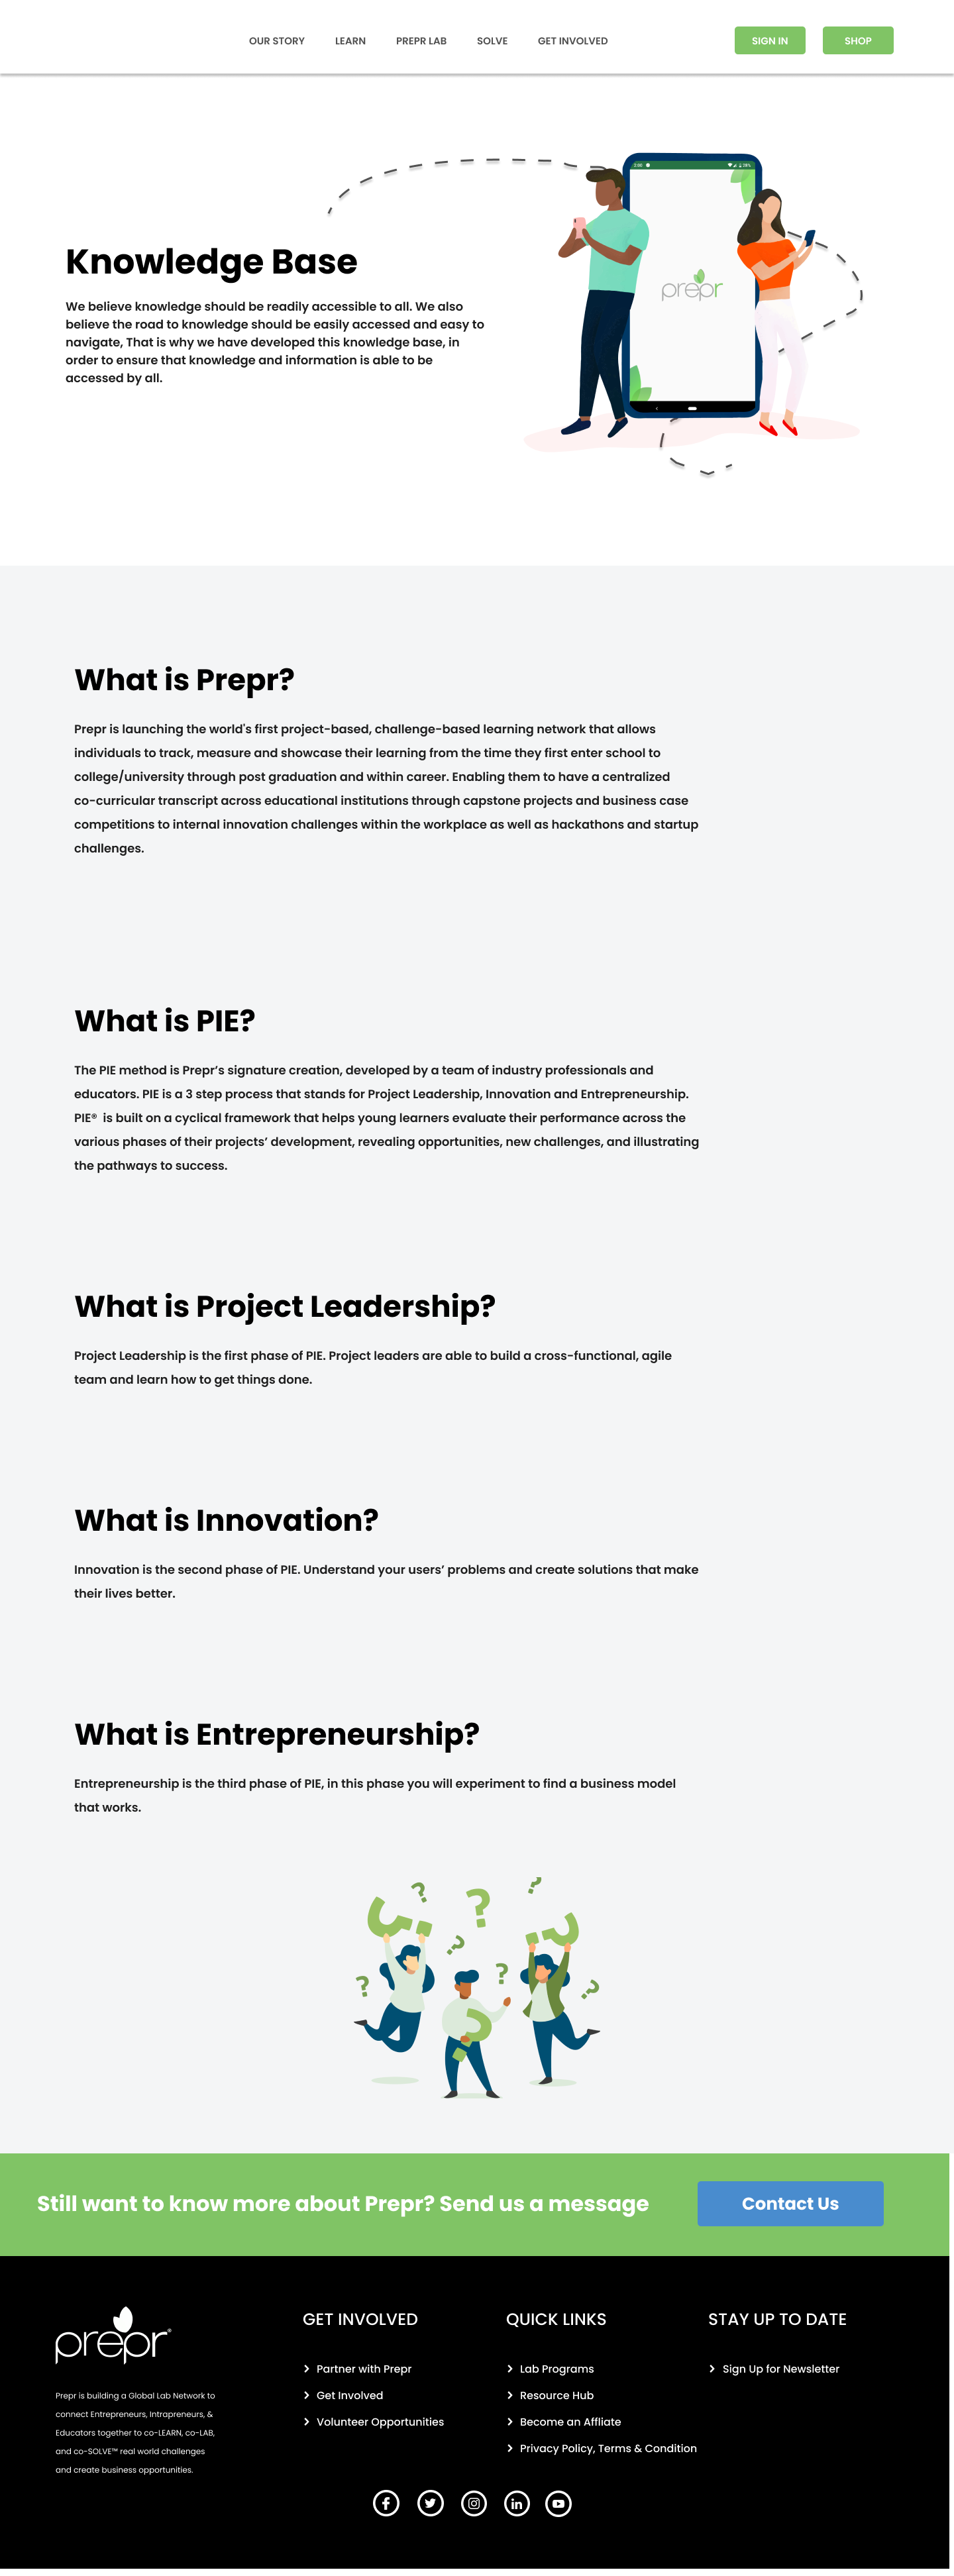 OUR STORY
LEARN
PREPR LAB
SOLVE
GET INVOLVED
SIGN IN
SHOP
prepr
Knowledge Base
We believe knowledge should be readily accessible to all. We also
believe the road to knowledge should be easily accessed and easy to
navigate, That is why we have developed this knowledge base, in
order to ensure that knowledge and information is able to be
accessed by all.
What is Prepr?
Prepr is launching the world's first project-based, challenge-based learning network that allows
individuals to track, measure and showcase their learning from the time they first enter school to
college/university through post graduation and within career. Enabling them to have a centralized
co-curricular transcript across educational institutions through capstone projects and business case
competitions to internal innovation challenges within the workplace as well as hackathons and startup
challenges.
What is PIE?
The PIE method is Prepr’s signature creation, developed by a team of industry professionals and
educators. PIE is a 3 step process that stands for Project Leadership, Innovation and Entrepreneurship.
PIE® is built on a cyclical framework that helps young learners evaluate their performance across the
various phases of their projects’ development, revealing opportunities, new challenges, and illustrating
the pathways to success.
What is Project Leadership?
Project Leadership is the first phase of PIE. Project leaders are able to build a cross-functional, agile
team and learn how to get things done.
What is Innovation?
Innovation is the second phase of PIE. Understand your users’ problems and create solutions that make
their lives better.
What is Entrepreneurship?
Entrepreneurship is the third phase of PIE, in this phase you will experiment to find a business model
that works.
Still want to know more about Prepr? Send us a message
Contact Us
prepr®
Prepr is building a Global Lab Network to
connect Entrepreneurs, Intrapreneurs, &
Educators together to co-LEARN, co-LAB,
and co-SOLVE™ real world challenges
and create business opportunities.
GET INVOLVED
Partner with Prepr
Get Involved
Volunteer Opportunities
QUICK LINKS
Lab Programs
Resource Hub
Become an Affliate
Privacy Policy, Terms & Condition
STAY UP TO DATE
Sign Up for Newsletter